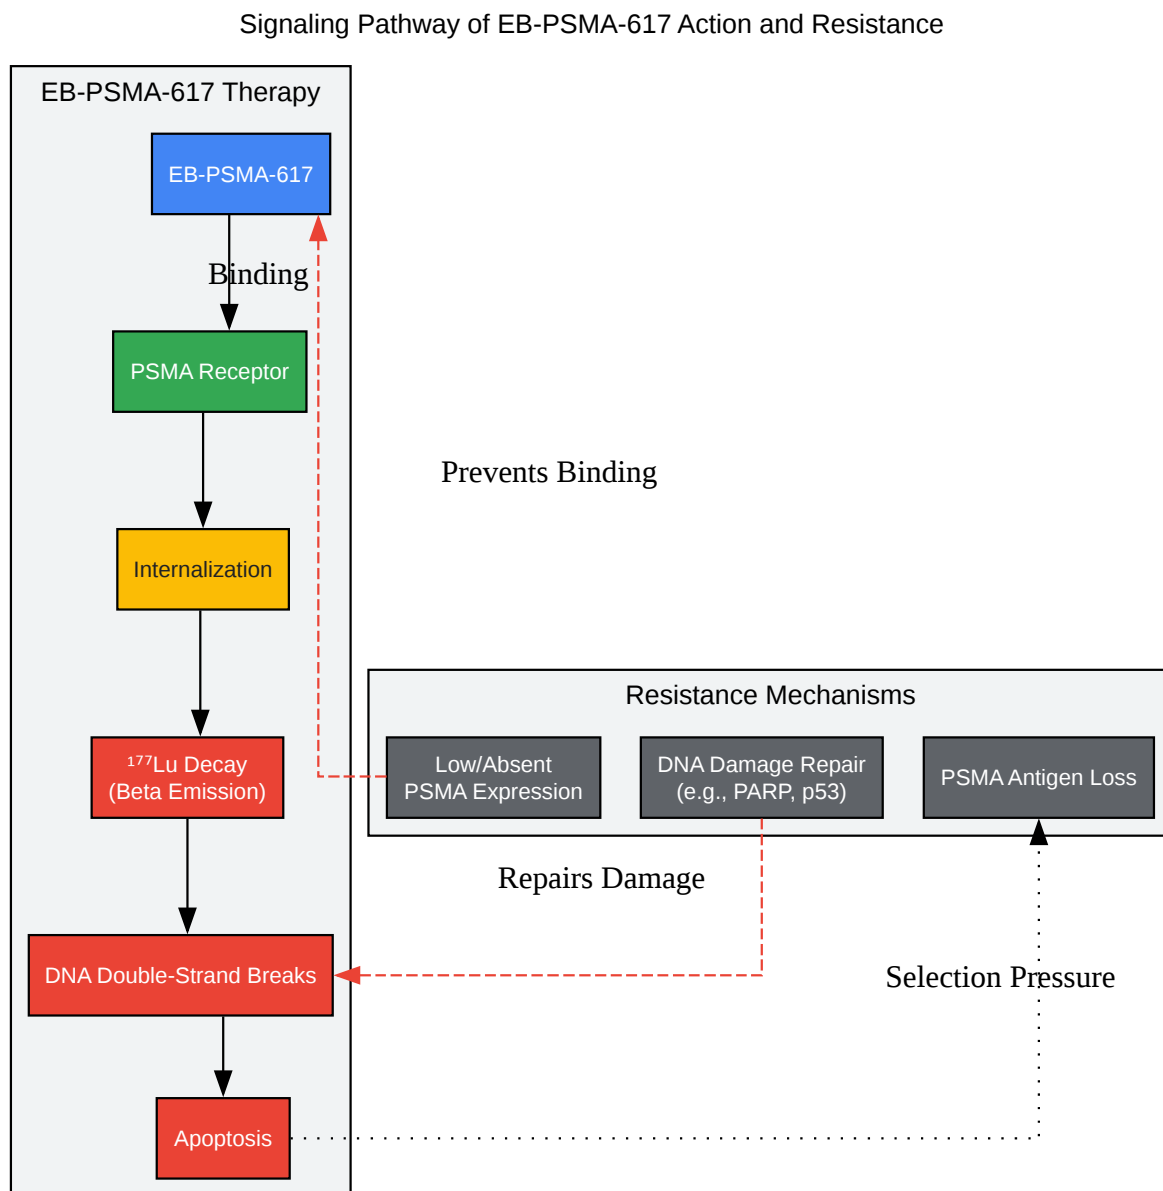 Signaling Pathway of EB-PSMA-617 Action and Resistance
EB-PSMA-617 Therapy
EB-PSMA-617
Binding
PSMA Receptor
Prevents Binding
Internalization
Resistance Mechanisms
¹⁷⁷Lu Decay
(Beta Emission)
Low/Absent
PSMA Expression
DNA Damage Repair
(e.g., PARP, p53)
PSMA Antigen Loss
Repairs Damage
DNA Double-Strand Breaks
Selection Pressure
Apoptosis